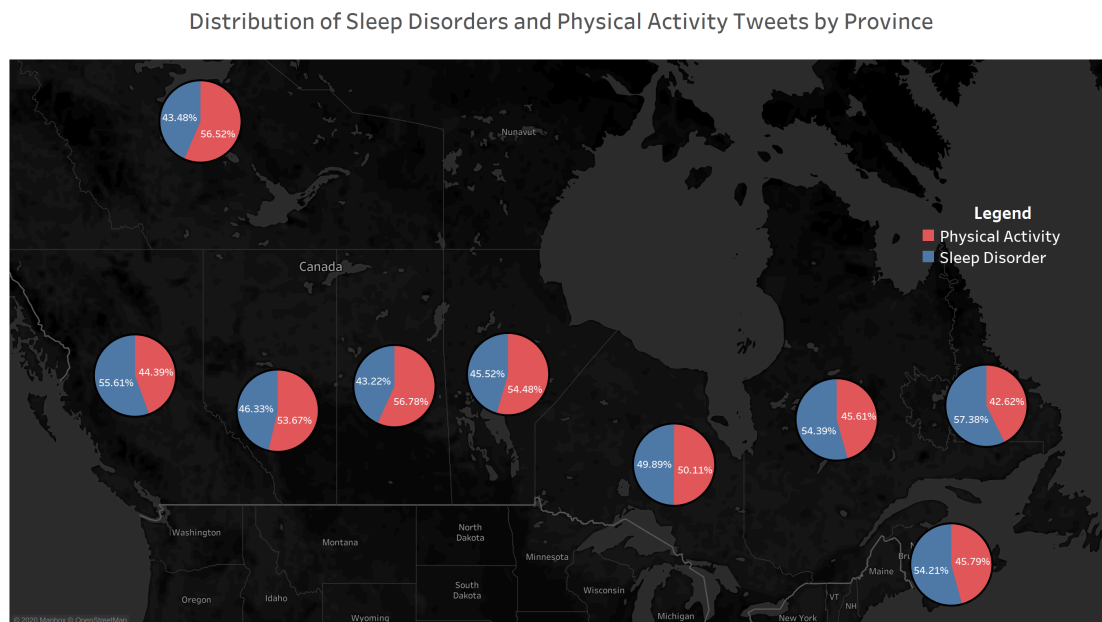 Distribution of Sleep Disorders and Physical Activity Tweets by Province
43.48%
56.52%
Nunavut
Legend
Physical Activity
Sleep Disorder
Canada
55.61%
44.39%
46.33%
53.67%
43.22%
56.78%
45.52%
54.48%
49.89%
50.11%
54.39%
45.61%
57.38%
42.62%
54.21%
45.79%
Washington
Montana
North
Dakota
Minnesota
South
Dakota
Oregon
Idaho
Wyoming
Wisconsin
Michigan
New York
VT
NH
Maine
© 2020 Mapbox © OpenStreetMap